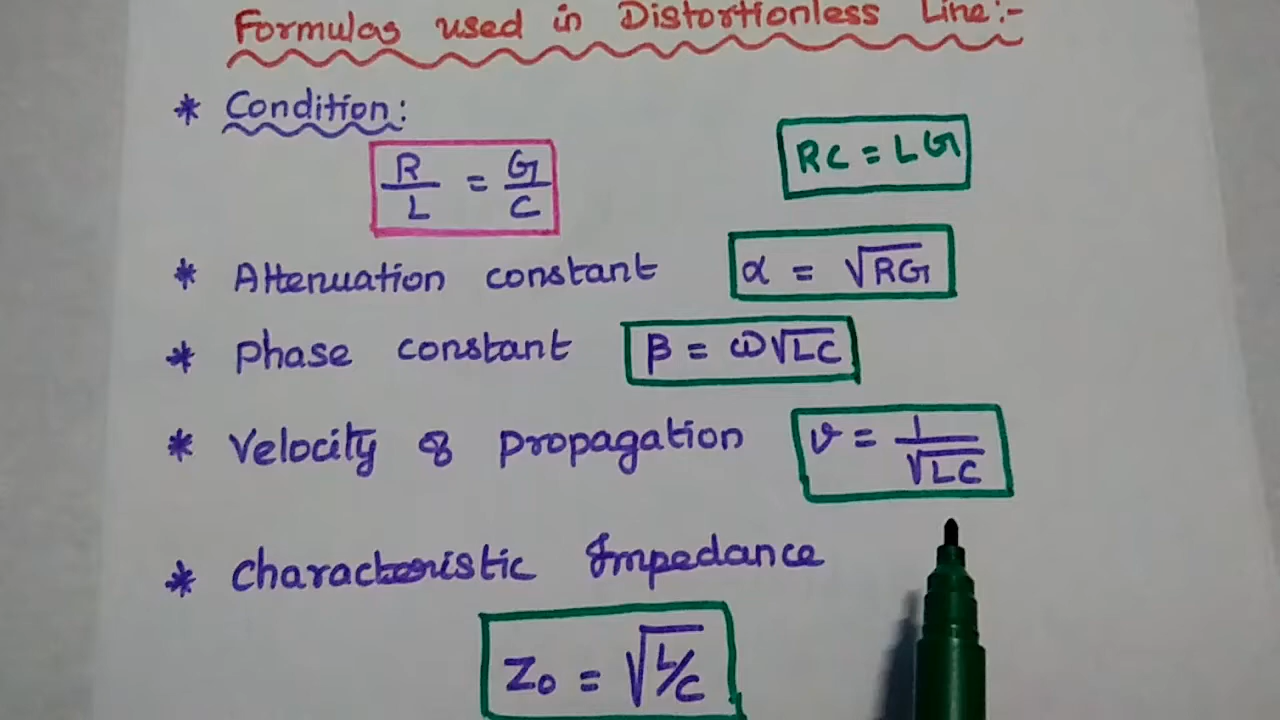 Formulas used in Distortionless Line:-
* Condition:
R/L = G/C
RC = LG
* Attenuation constant α = √RG
* Phase constant β = ω√LC
* Velocity of propagation v = 1/√LC
* Characteristic Impedance
Z₀ = √L/C